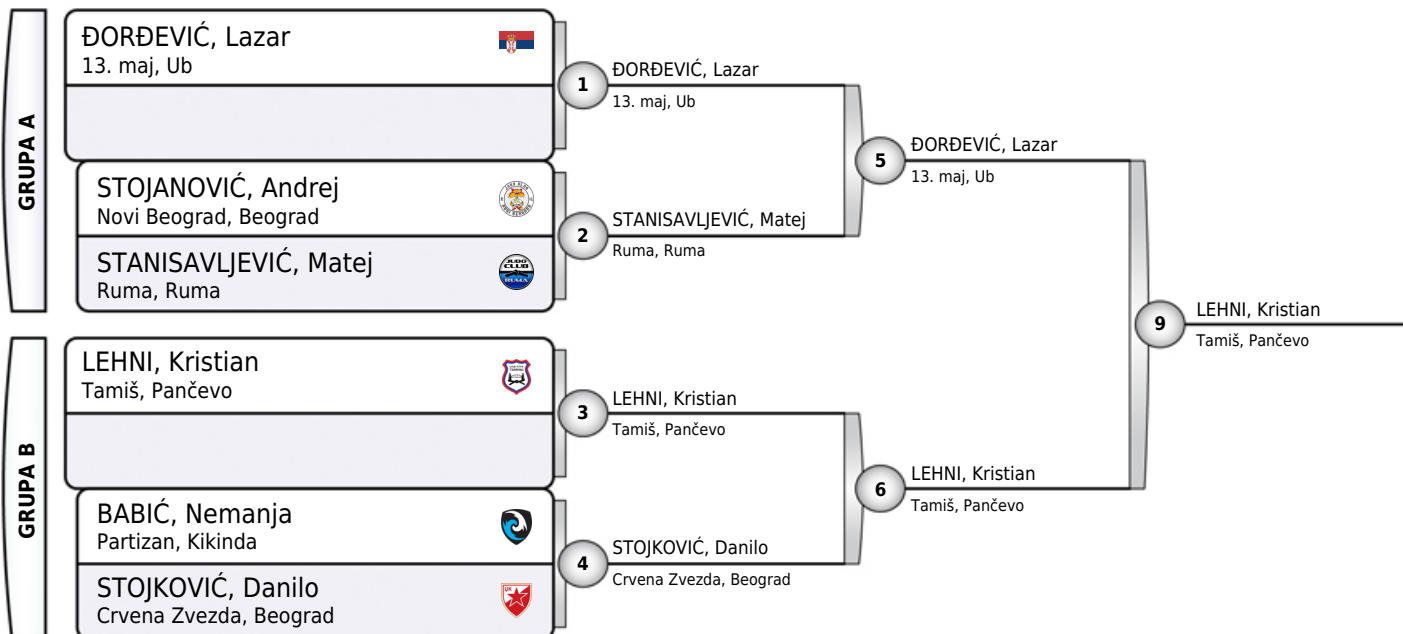 GRUPA A
ĐORĐEVIĆ, Lazar
13. maj, Ub
STOJANOVIĆ, Andrej
Novi Beograd, Beograd
STANISAVLJEVIĆ, Matej
Ruma, Ruma
JUDO
CLUB
RUMA
1
ĐORĐEVIĆ, Lazar
13. maj, Ub
2
STANISAVLJEVIĆ, Matej
Ruma, Ruma
5
ĐORĐEVIĆ, Lazar
13. maj, Ub
GRUPA B
LEHNI, Kristian
Tamiš, Pančevo
BABIĆ, Nemanja
Partizan, Kikinda
STOJKOVIĆ, Danilo
Crvena Zvezda, Beograd
3
LEHNI, Kristian
Tamiš, Pančevo
4
STOJKOVIĆ, Danilo
Crvena Zvezda, Beograd
6
LEHNI, Kristian
Tamiš, Pančevo
9
LEHNI, Kristian
Tamiš, Pančevo